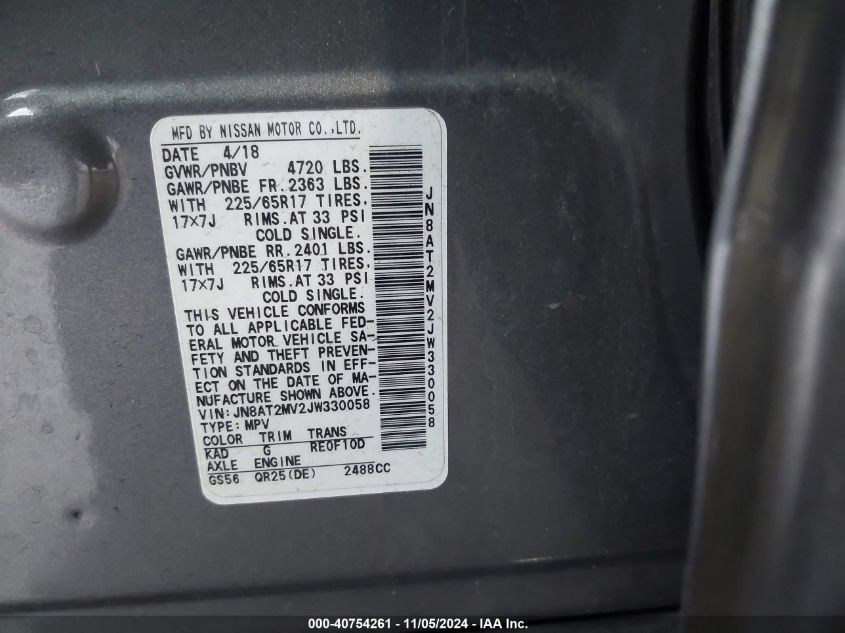 MFD BY NISSAN MOTOR CO.,LTD.
DATE 4/18
GVWR/PNBV 4720 LBS.
GAWR/PNBE FR.2363 LBS.
WITH 225/65R17 TIRES,
17X7J RIMS.AT 33 PSI
COLD SINGLE.
GAWR/PNBE RR.2401 LBS.
WITH 225/65R17 TIRES,
17X7J RIMS.AT 33 PSI
COLD SINGLE.
THIS VEHICLE CONFORMS
TO ALL APPLICABLE FED-
ERAL MOTOR VEHICLE SA-
FETY AND THEFT PREVEN-
TION STANDARDS IN EFF-
ECT ON THE DATE OF MA-
NUFACTURE SHOWN ABOVE.
VIN:JN8AT2MV2JW330058
TYPE:MPV
COLOR TRIM TRANS
KAD G RE0F10D
AXLE ENGINE
GS56 QR25(DE) 2488CC
JN8AT2MV2JW330058
000-40754261 - 11/05/2024 - IAA Inc.